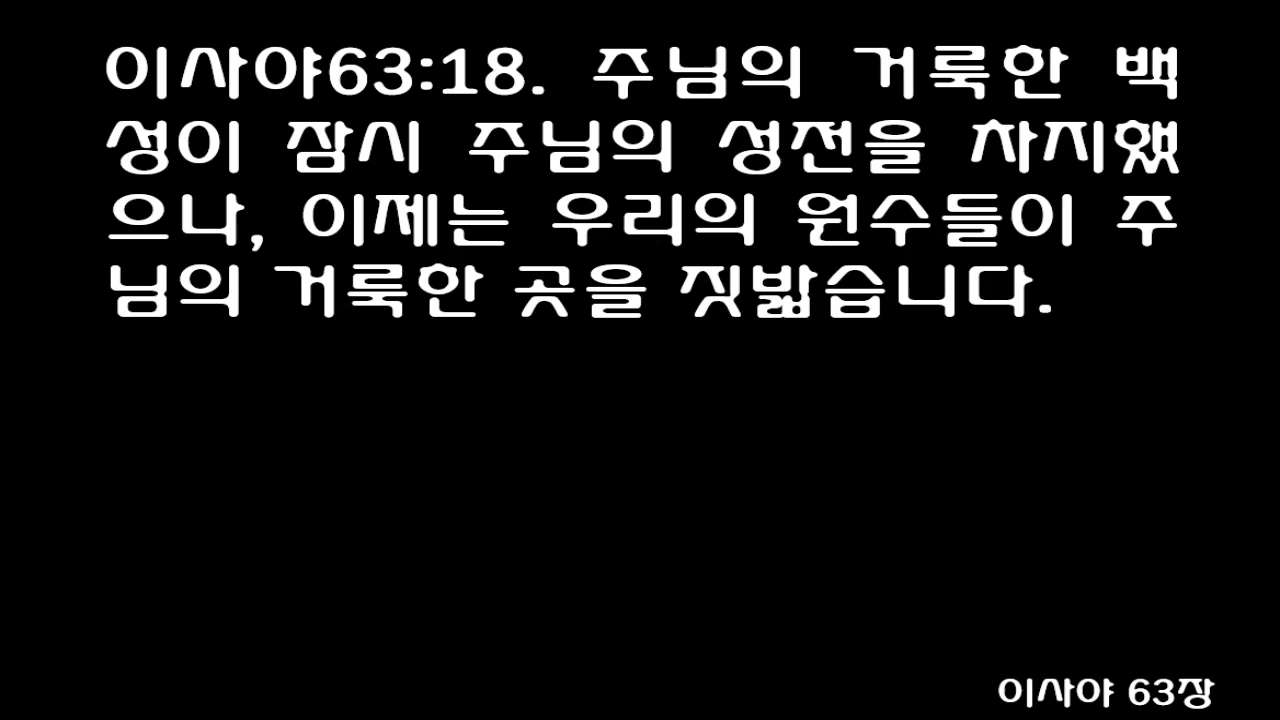 이사야63:18. 주님의 거룩한 백
성이 잠시 주님의 성전을 차지했
으나, 이제는 우리의 원수들이 주
님의 거룩한 곳을 짓밟습니다.
이사야 63장